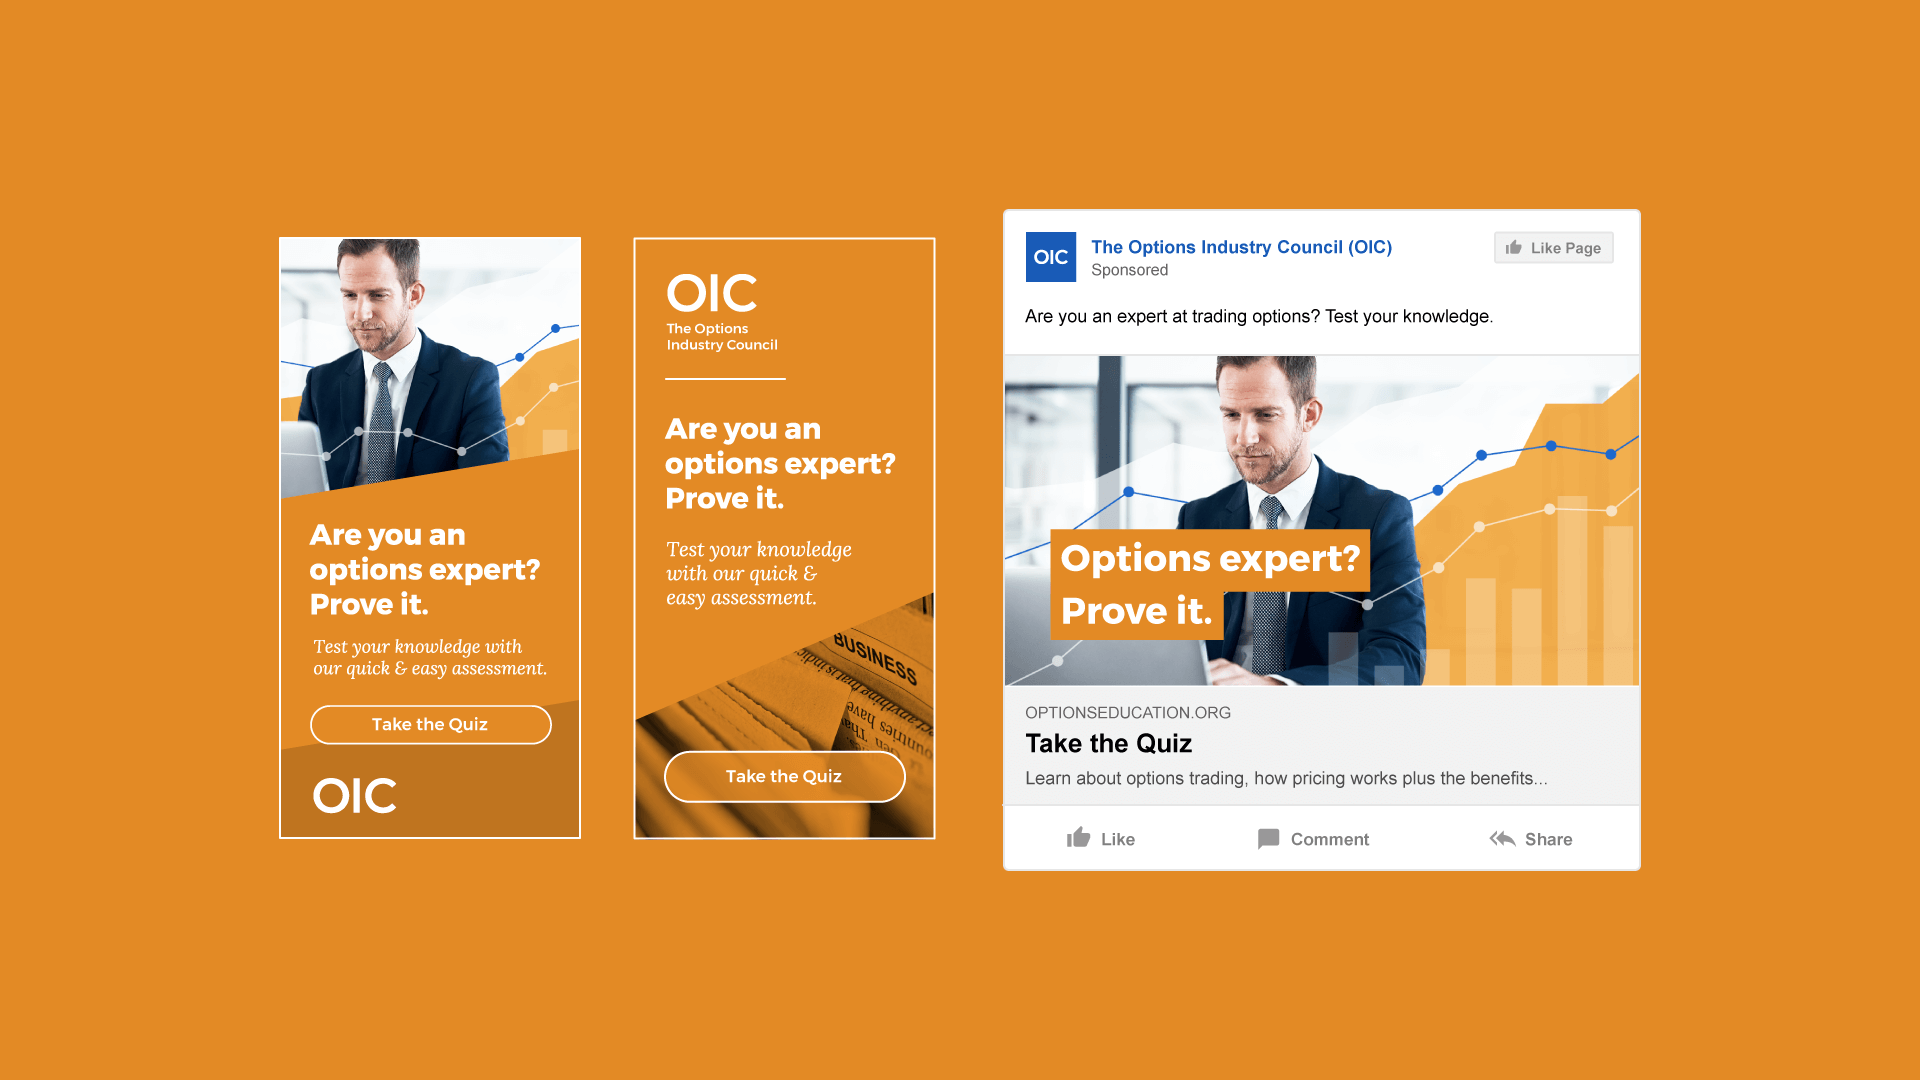 Are you an
options expert?
Prove it.
Test your knowledge with
our quick & easy assessment.
Take the Quiz
OIC
OIC
The Options
Industry Council
Are you an
options expert?
Prove it.
Test your knowledge
with our quick &
easy assessment.
BUSINESS
Take the Quiz
OIC
The Options Industry Council (OIC)
Sponsored
Like Page
Are you an expert at trading options? Test your knowledge.
Options expert?
Prove it.
OPTIONSEDUCATION.ORG
Take the Quiz
Learn about options trading, how pricing works plus the benefits...
Like
Comment
Share